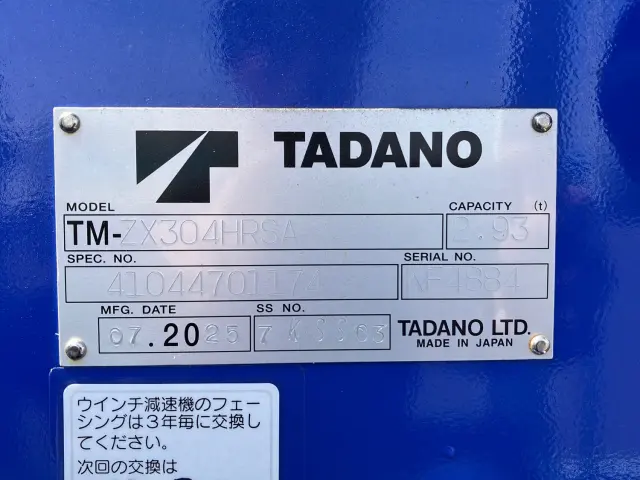 TADANO
MODEL
CAPACITY (t)
TM-ZX304HRSA
2.93
SPEC. NO.
SERIAL NO.
MFG. DATE
SS NO.
07.2025
TADANO LTD.
MADE IN JAPAN
ウインチ減速機のフェー
シングは3年毎に交換し
てください。
次回の交換は